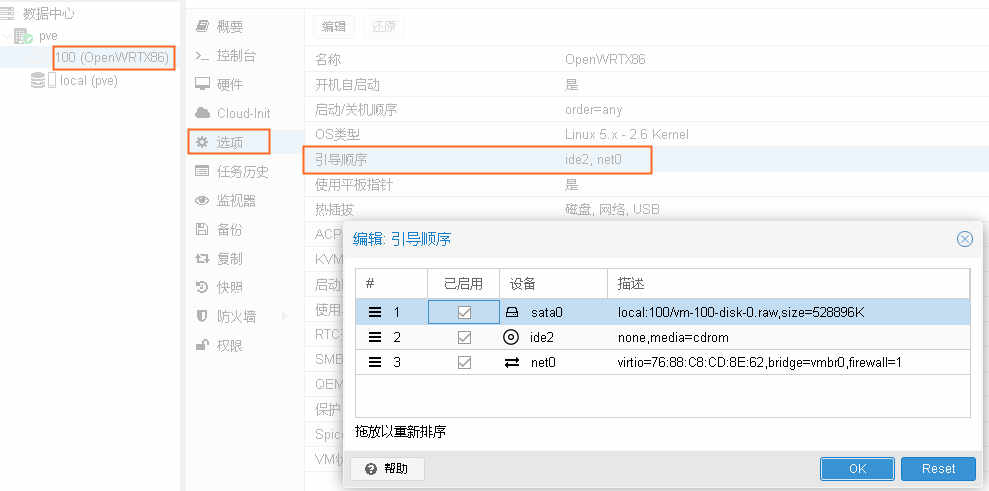 数据中心
pve
100 (OpenWRTX86)
local (pve)
概要
控制台
硬件
Cloud-Init
选项
任务历史
监视器
备份
复制
快照
防火墙
权限
编辑 还原
名称 OpenWRTX86
开机自启动 是
启动/关机顺序 order=any
OS类型 Linux 5.x - 2.6 Kernel
引导顺序 ide2, net0
使用平板指针 是
热插拔 磁盘, 网络, USB
ACP
KVM
启动
使用
RTC
SMB
QEM
保护
Spic
VM状
编辑: 引导顺序
# 已启用 设备 描述
1 sata0 local:100/vm-100-disk-0.raw,size=528896K
2 ide2 none,media=cdrom
3 net0 virtio=76:88:C8:CD:8E:62,bridge=vmbr0,firewall=1
拖放以重新排序
帮助 OK Reset